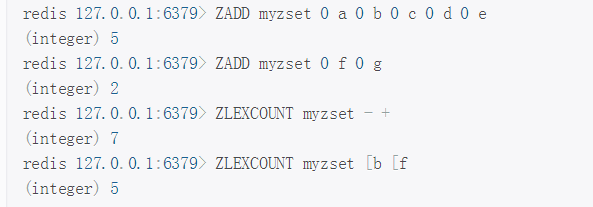 redis 127.0.0.1:6379> ZADD myzset 0 a 0 b 0 c 0 d 0 e
(integer) 5
redis 127.0.0.1:6379> ZADD myzset 0 f 0 g
(integer) 2
redis 127.0.0.1:6379> ZLEXCOUNT myzset - +
(integer) 7
redis 127.0.0.1:6379> ZLEXCOUNT myzset [b [f
(integer) 5